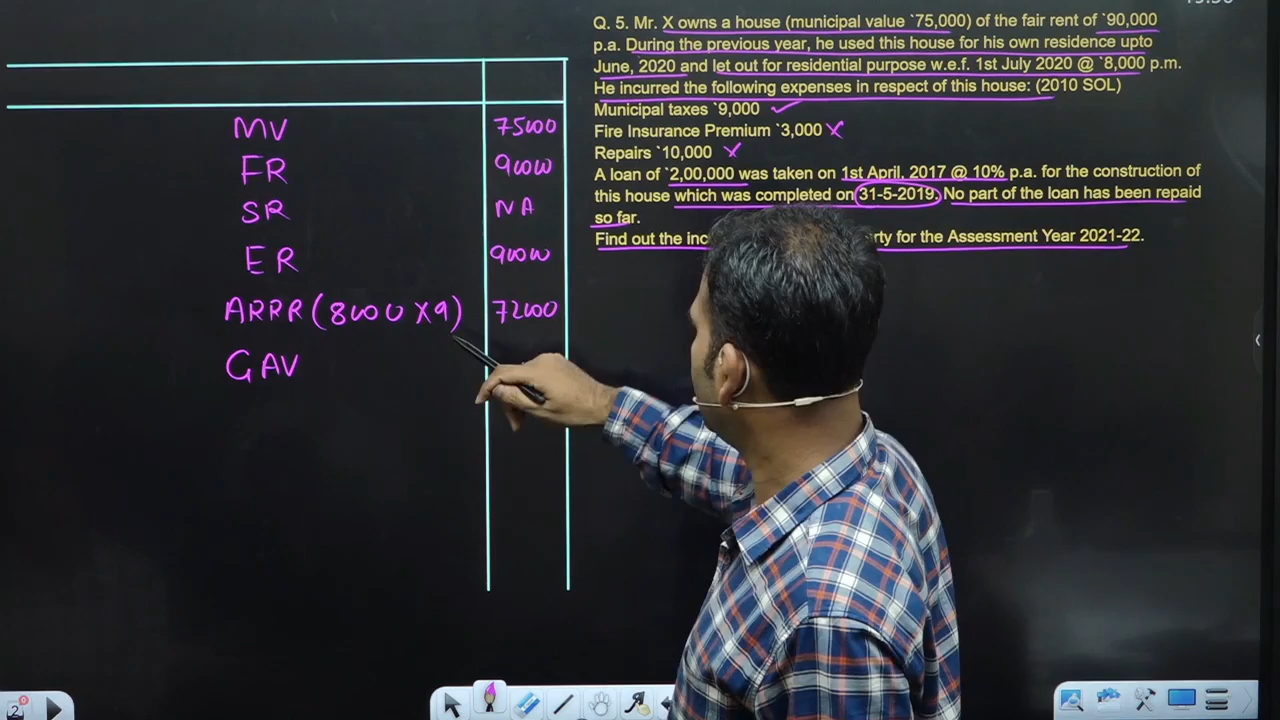 Q. 5. Mr. X owns a house (municipal value `75,000) of the fair rent of `90,000
p.a. During the previous year, he used this house for his own residence upto
June, 2020 and let out for residential purpose w.e.f. 1st July 2020 @ `8,000 p.m.
He incurred the following expenses in respect of this house: (2010 SOL)
Municipal taxes `9,000
Fire Insurance Premium `3,000
Repairs `10,000
A loan of `2,00,000 was taken on 1st April, 2017 @ 10% p.a. for the construction of
this house which was completed on 31-5-2019. No part of the loan has been repaid
so far.
Find out the inc rty for the Assessment Year 2021-22.
MV 75000
FR 90000
SR NA
ER 90000
ARRR (8000 X9) 72000
GAV
2